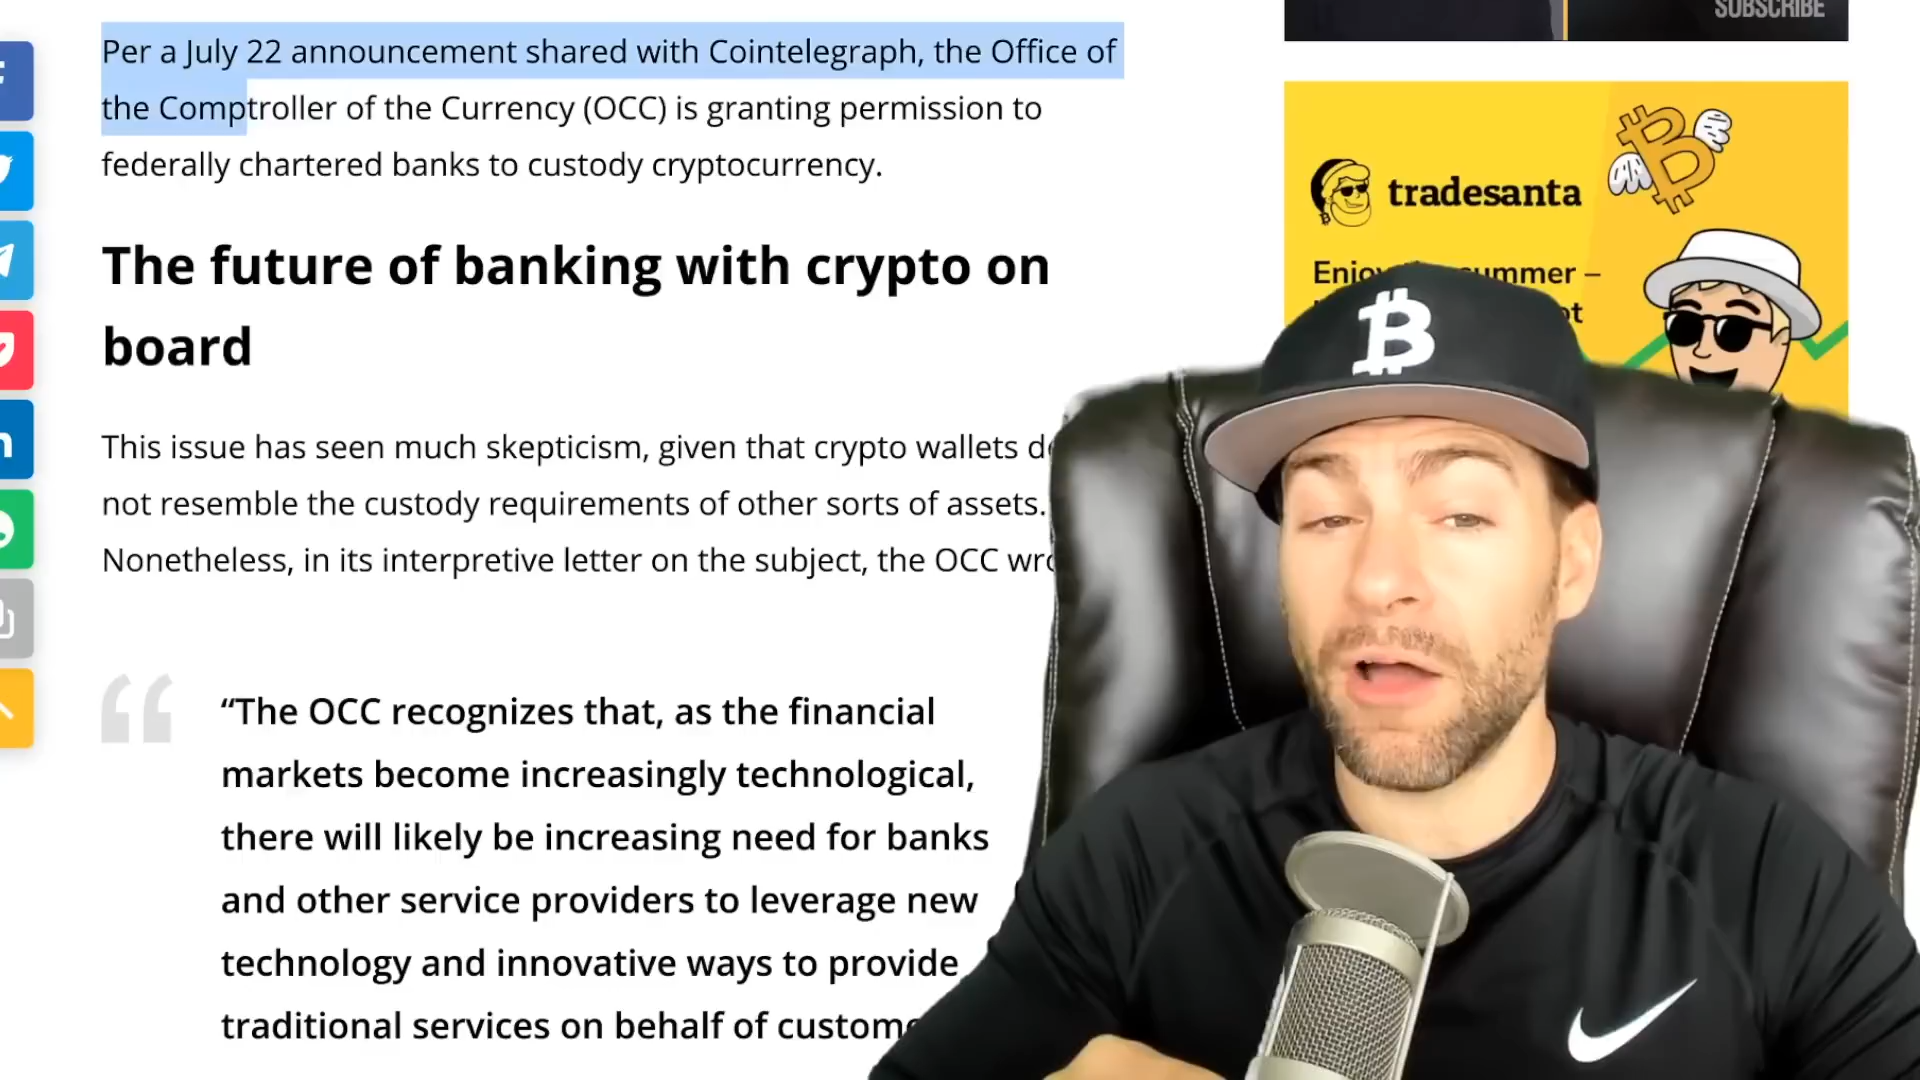 SUBSCRIBE
Per a July 22 announcement shared with Cointelegraph, the Office of
the Comptroller of the Currency (OCC) is granting permission to
federally chartered banks to custody cryptocurrency.
The future of banking with crypto on
board
This issue has seen much skepticism, given that crypto wallets
not resemble the custody requirements of other sorts of assets.
Nonetheless, in its interpretive letter on the subject, the OCC
“The OCC recognizes that, as the financial
markets become increasingly technological,
there will likely be increasing need for banks
and other service providers to leverage new
technology and innovative ways to provide
traditional services on behalf of
tradesanta
summer –